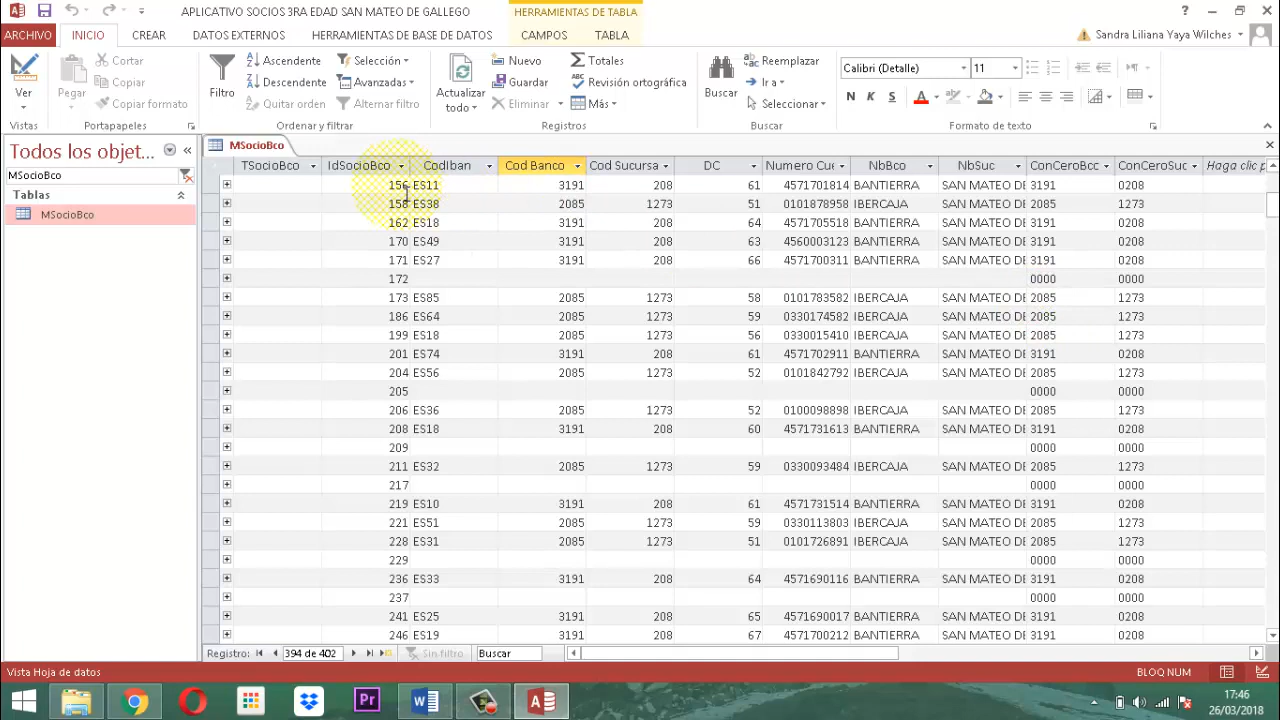 APLICATIVO SOCIOS 3RA EDAD SAN MATEO DE GALLEGO
HERRAMIENTAS DE TABLA
ARCHIVO INICIO CREAR DATOS EXTERNOS HERRAMIENTAS DE BASE DE DATOS CAMPOS TABLA Sandra Liliana Yaya Wilches
Ver Pegar Cortar Filtro Ascendente Selección Actualizar todo Nuevo Totales Buscar Reemplazar Calibri (Detalle) 11
Copiar Descendente Avanzadas Guardar Revisión ortográfica Ir a
Copiar formato Quitar orden Alternar filtro Eliminar Más Seleccionar N K S A
Vistas Portapapeles Ordenar y filtrar Registros Buscar Formato de texto
Todos los objet...
MSocioBco
Tablas
MSocioBco
MSocioBco
TSocioBco IdSocioBco CodIban Cod Banco Cod Sucursa DC Numero Cue NbBco NbSuc ConCeroBcc ConCeroSuc Haga clic p
156 ES11 3191 208 61 4571701814 BANTIERRA SAN MATEO DE 3191 0208
158 ES38 2085 1273 51 0101878958 IBERCAJA SAN MATEO DE 2085 1273
162 ES18 3191 208 64 4571705518 BANTIERRA SAN MATEO DE 3191 0208
170 ES49 3191 208 63 4560003123 BANTIERRA SAN MATEO DE 3191 0208
171 ES27 3191 208 66 4571700311 BANTIERRA SAN MATEO DE 3191 0208
172 0000 0000
173 ES85 2085 1273 58 0101783582 IBERCAJA SAN MATEO DE 2085 1273
186 ES64 2085 1273 59 0330174582 IBERCAJA SAN MATEO DE 2085 1273
199 ES18 2085 1273 56 0330015410 IBERCAJA SAN MATEO DE 2085 1273
201 ES74 3191 208 61 4571702911 BANTIERRA SAN MATEO DE 3191 0208
204 ES56 2085 1273 52 0101842792 IBERCAJA SAN MATEO DE 2085 1273
205 0000 0000
206 ES36 2085 1273 52 0100098898 IBERCAJA SAN MATEO DE 2085 1273
208 ES18 3191 208 60 4571731613 BANTIERRA SAN MATEO DE 3191 0208
209 0000 0000
211 ES32 2085 1273 59 0330093484 IBERCAJA SAN MATEO DE 2085 1273
217 0000 0000
219 ES10 3191 208 61 4571731514 BANTIERRA SAN MATEO DE 3191 0208
221 ES51 2085 1273 59 0330113803 IBERCAJA SAN MATEO DE 2085 1273
228 ES31 2085 1273 51 0101726891 IBERCAJA SAN MATEO DE 2085 1273
229 0000 0000
236 ES33 3191 208 64 4571690116 BANTIERRA SAN MATEO DE 3191 0208
237 0000 0000
241 ES25 3191 208 65 4571690017 BANTIERRA SAN MATEO DE 3191 0208
246 ES19 3191 208 67 4571700212 BANTIERRA SAN MATEO DE 3191 0208
Registro: 394 de 402 Sin filtro Buscar
Vista Hoja de datos BLOQ NUM
Pr
17:46
26/03/2018